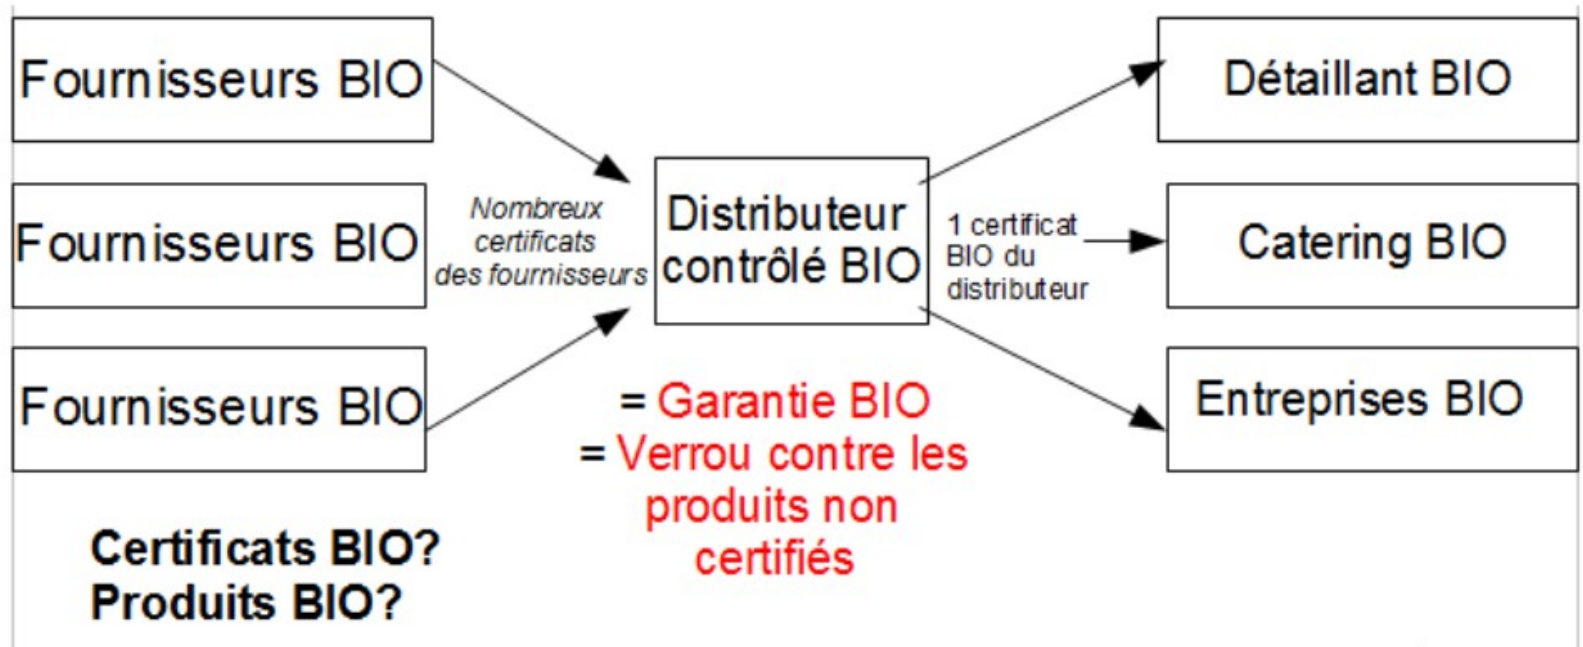 Fournisseurs BIO
Fournisseurs BIO
Fournisseurs BIO
Certificats BIO?
Produits BIO?
Nombreux
certificats
des fournisseurs
Distributeur
contrôlé BIO
= Garantie BIO
= Verrou contre les
produits non
certifiés
1 certificat
BIO du
distributeur
Détaillant BIO
Catering BIO
Entreprises BIO